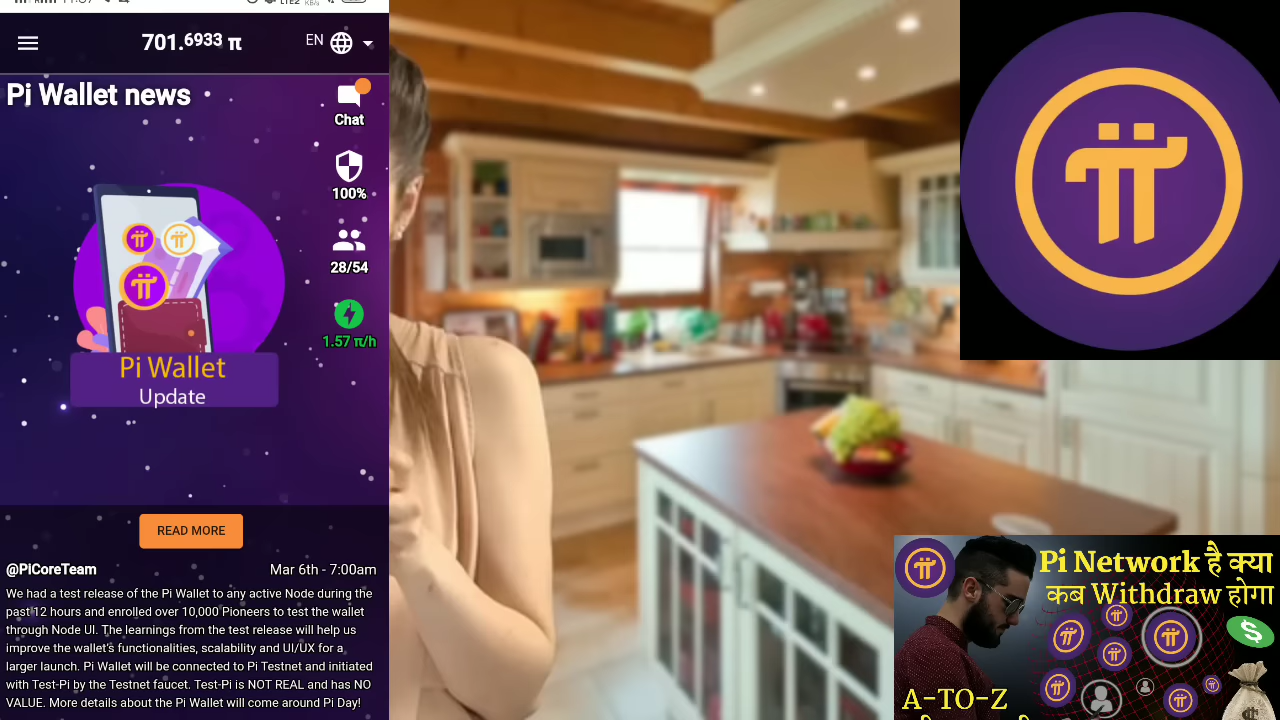 701.6933 π
EN
Pi Wallet news
Chat
100%
28/54
1.57 π/h
Pi Wallet
Update
READ MORE
@PiCoreTeam
Mar 6th - 7:00am
We had a test release of the Pi Wallet to any active Node during the
past 12 hours and enrolled over 10,000 Pioneers to test the wallet
through Node UI. The learnings from the test release will help us
improve the wallet's functionalities, scalability and UI/UX for a
larger launch. Pi Wallet will be connected to Pi Testnet and initiated
with Test-Pi by the Testnet faucet. Test-Pi is NOT REAL and has NO
VALUE. More details about the Pi Wallet will come around Pi Day!
Pi Network है क्या
कब Withdraw होगा
A-TO-Z